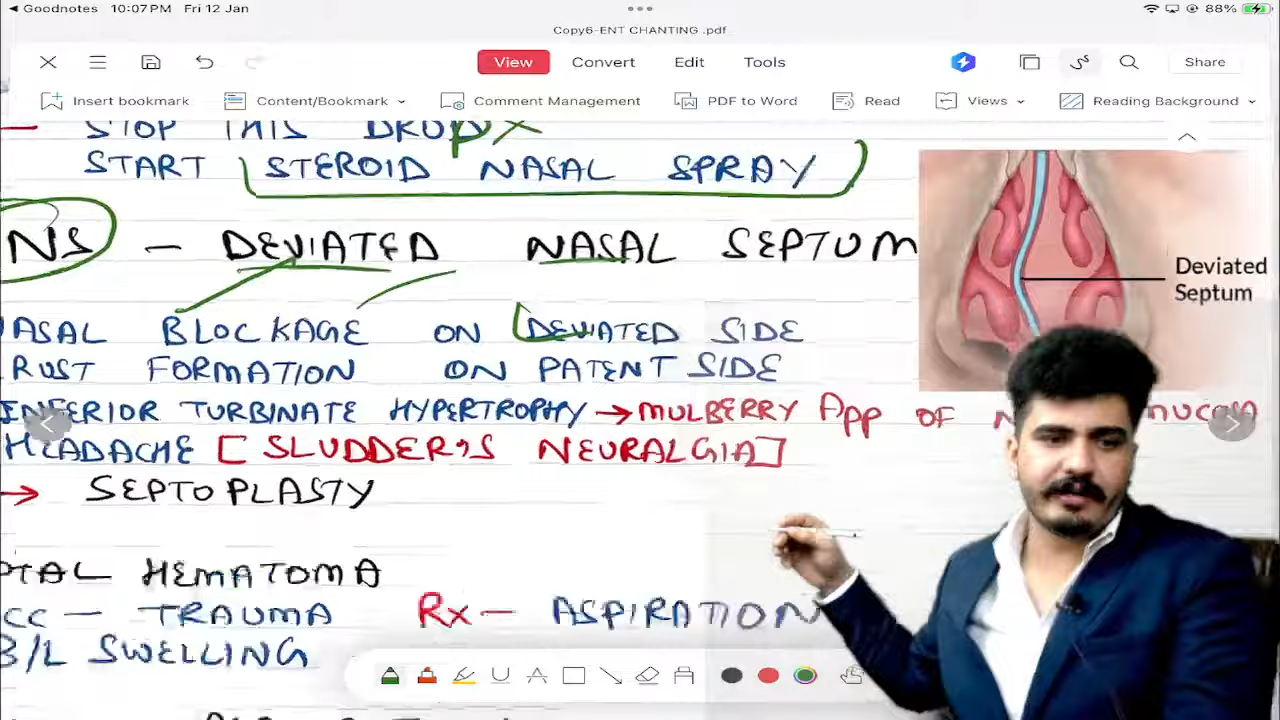 Goodnotes 10:07 PM Fri 12 Jan 88%
Copy6-ENT CHANTING .pdf
View Convert Edit Tools Share
Insert bookmark Content/Bookmark Comment Management PDF to Word Read Views Reading Background
STOP THIS
START STEROID NASAL SPRAY
NS - DEVIATED NASAL SEPTUM
Deviated
Septum
ASAL BLOCKAGE ON DEVIATED SIDE
RUST FORMATION ON PATENT SIDE
INFERIOR TURBINATE HYPERTROPHY → MULBERRY App OF MUCOSA
HEADACHE [SLUDDER'S NEURALGIA]
→ SEPTOPLASTY
PTAL HEMATOMA
CC - TRAUMA Rx - ASPIRATION
B/L SWELLING